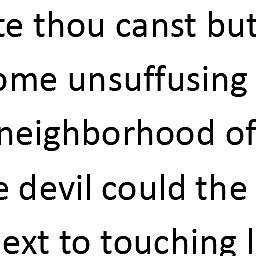 te thou canst but
ome unsuffusing
neighborhood of
e devil could the
ext to touching l